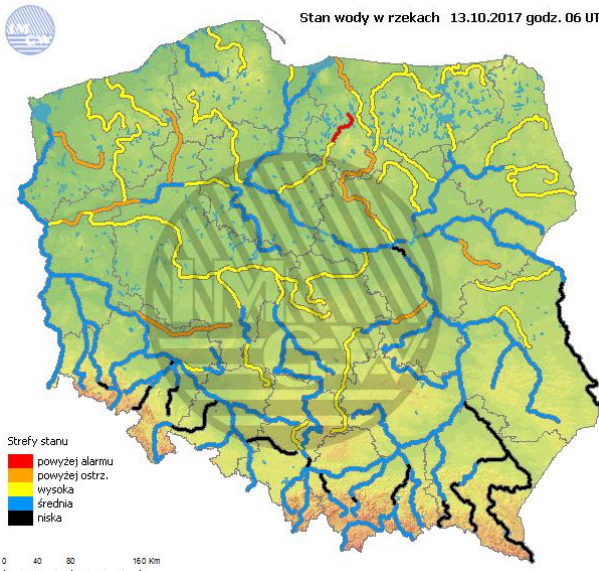 Stan wody w rzekach 13.10.2017 godz. 06 UT
Strefy stanu
powyżej alarmu
powyżej ostrz.
wysoka
średnia
niska
0 40 80 160 Km